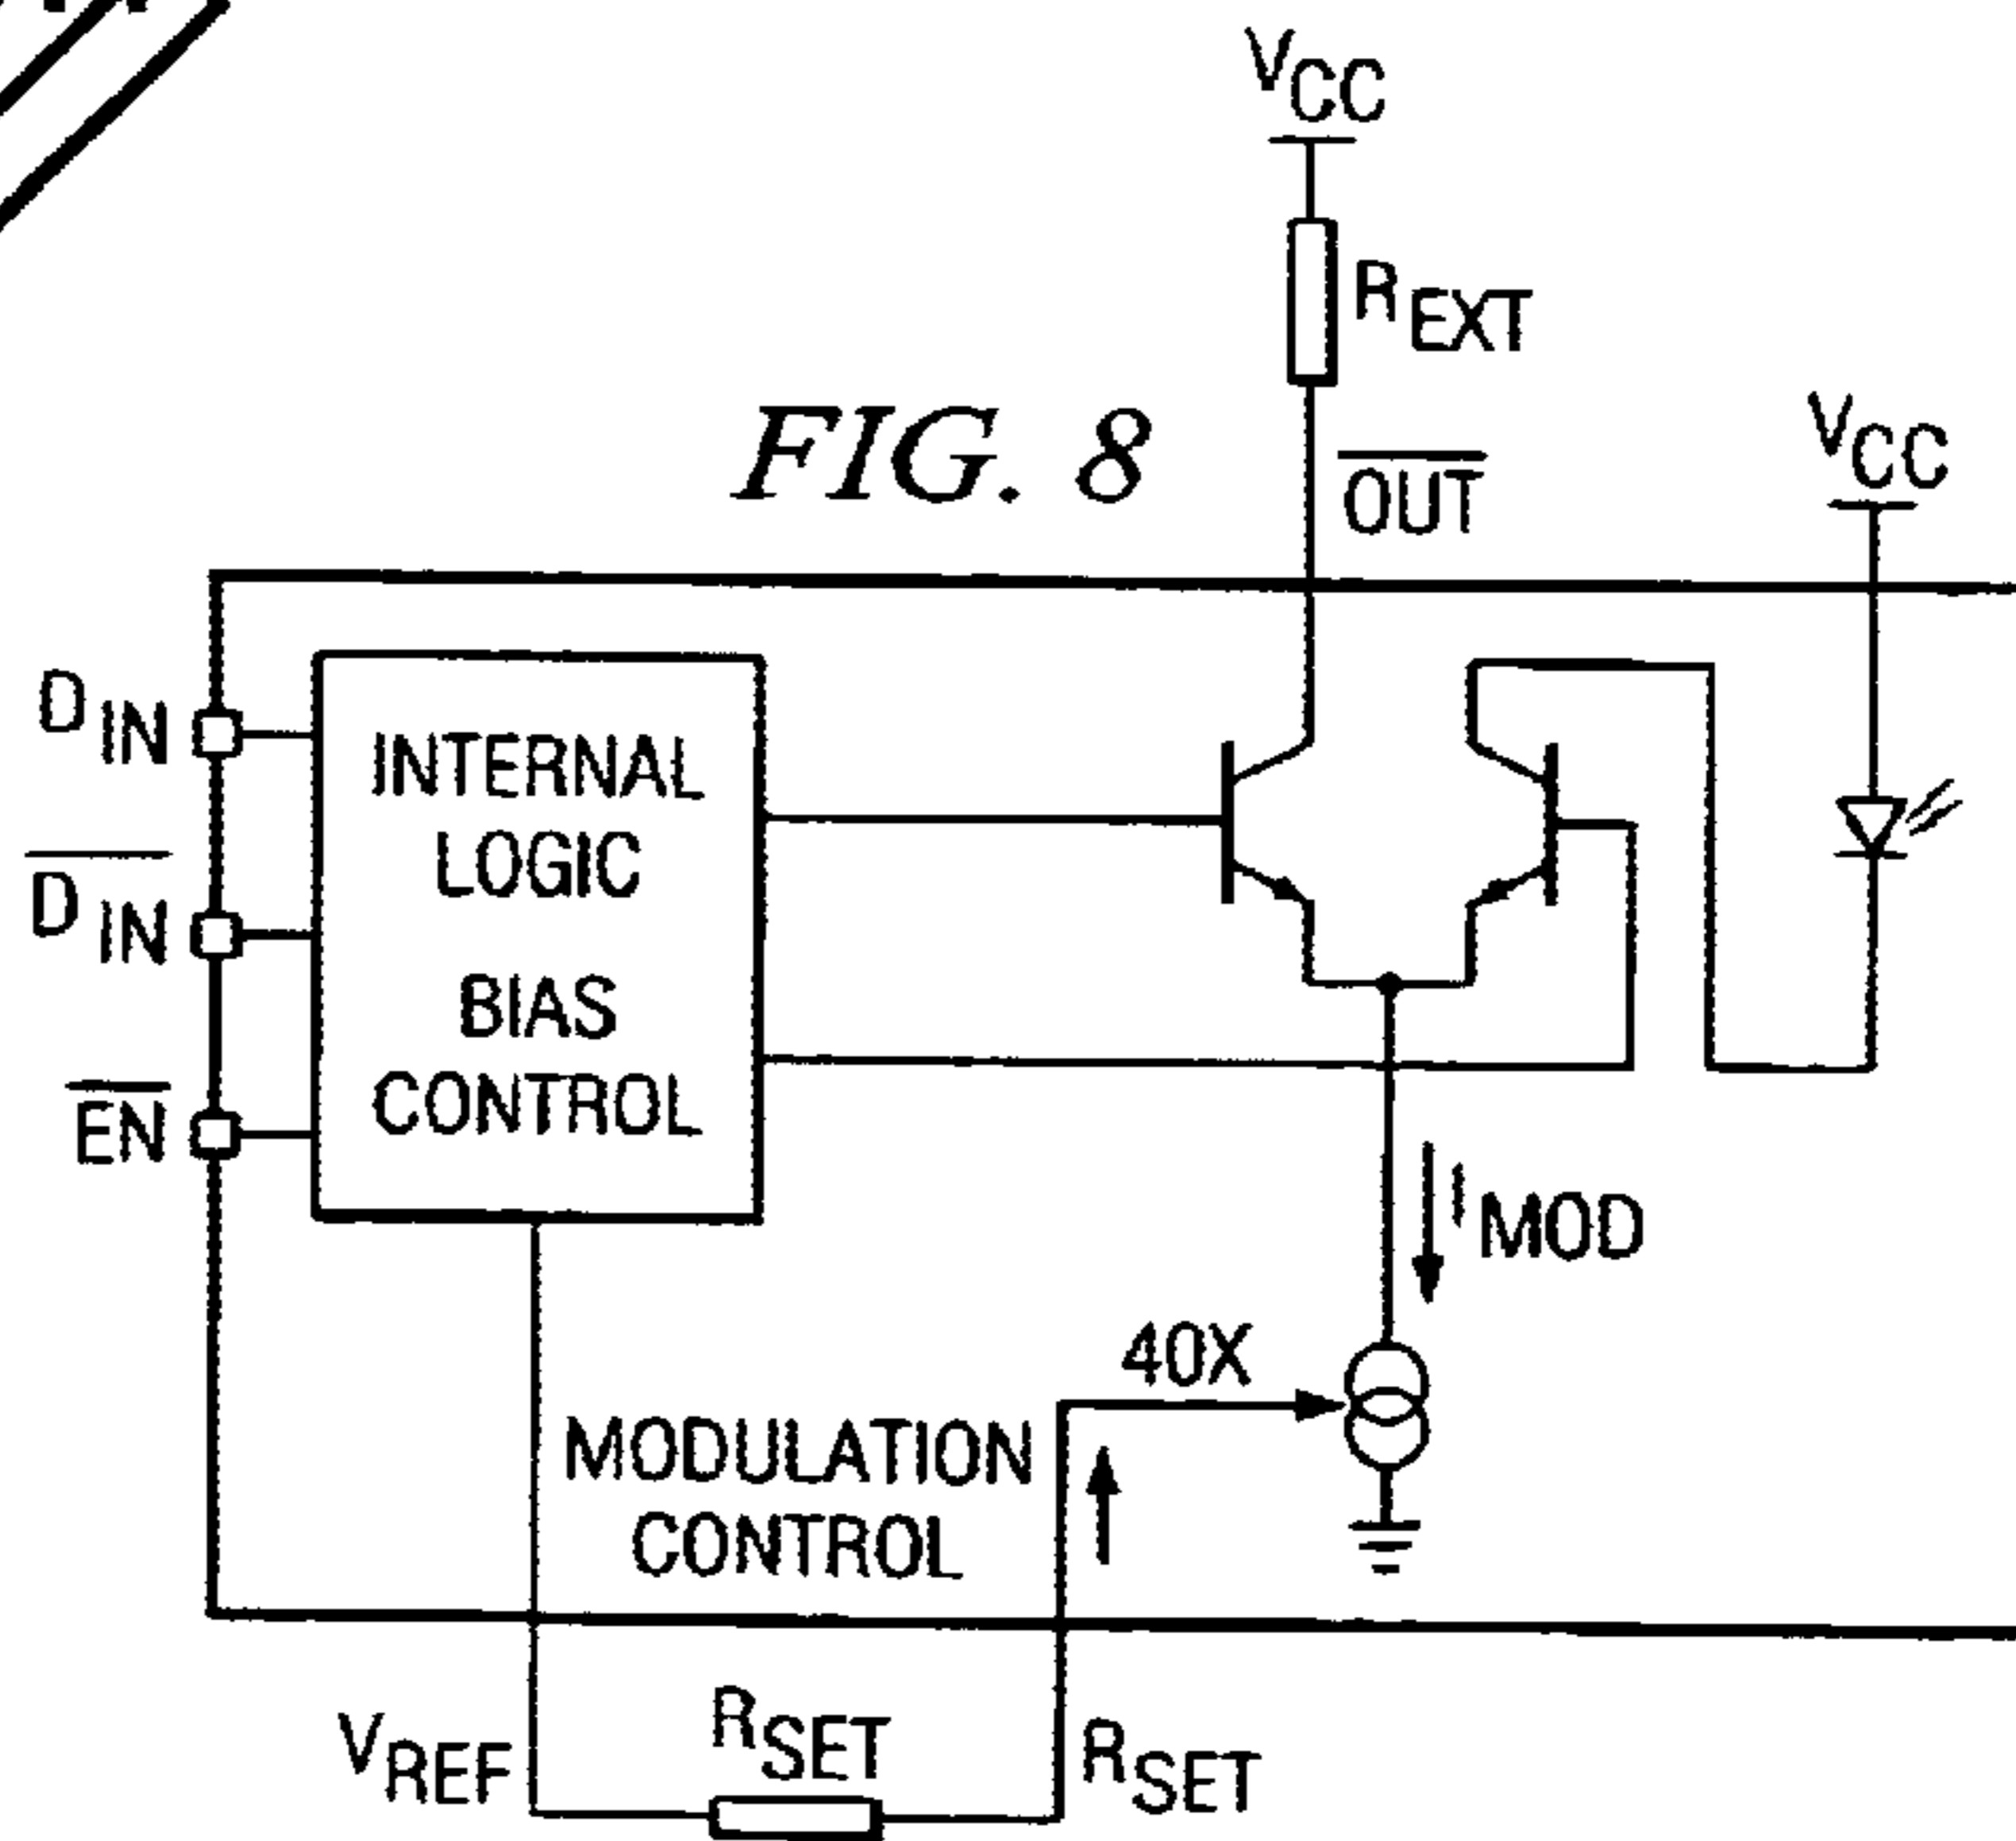 VCC
REXT
FIG. 8
OUT
VCC
DIN
INTERNAL
LOGIC
DIN
BIAS
CONTROL
EN
IMOD
40X
MODULATION
CONTROL
VREF
RSET
RSET